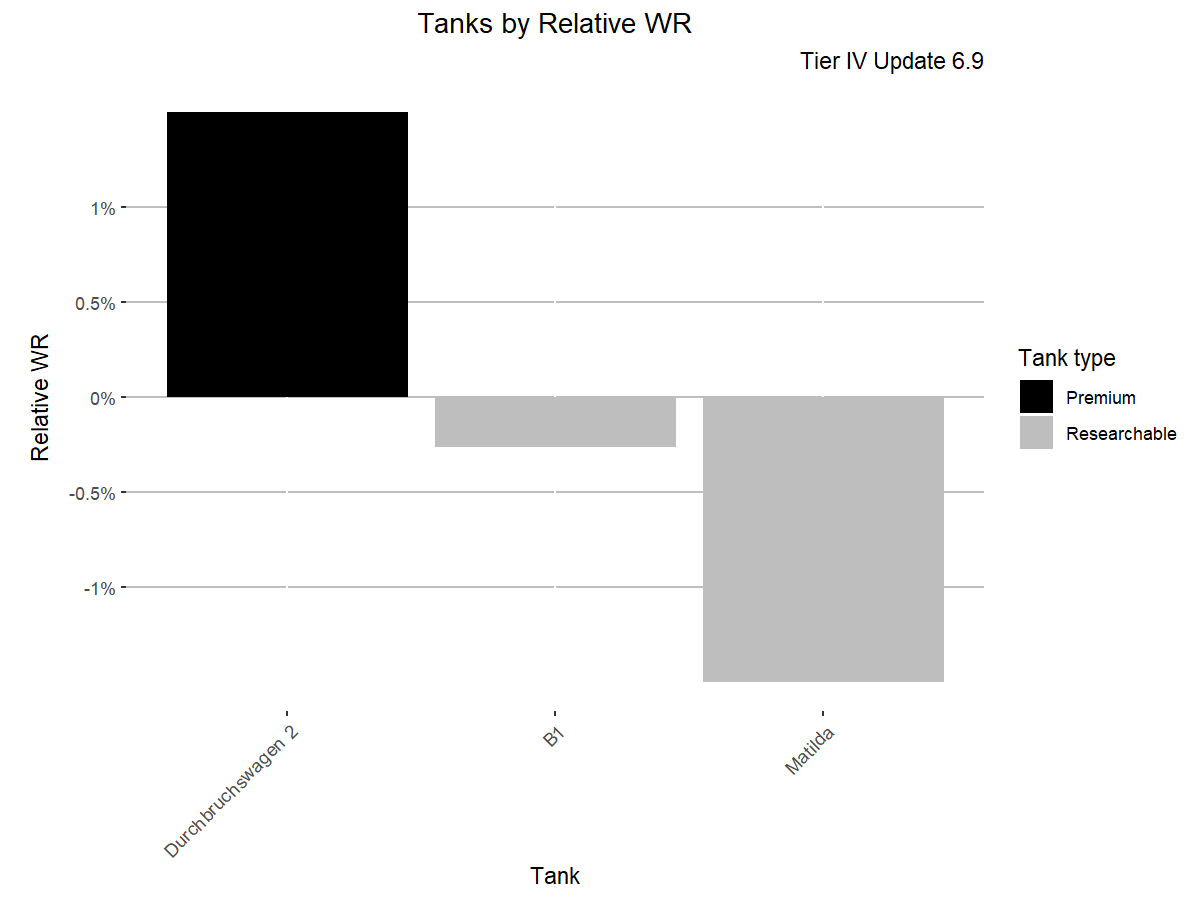 Tanks by Relative WR
Tier IV Update 6.9
Relative WR
1%
0.5%
0%
-0.5%
-1%
Durchbruchswagen 2
B1
Matilda
Tank
Tank type
Premium
Researchable